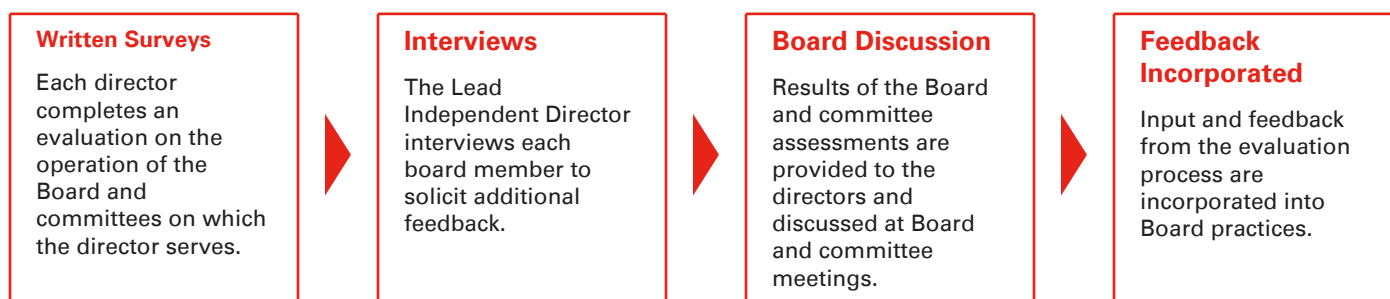 Written Surveys
Each director
completes an
evaluation on the
operation of the
Board and
committees on which
the director serves.
Interviews
The Lead
Independent Director
interviews each
board member to
solicit additional
feedback.
Board Discussion
Results of the Board
and committee
assessments are
provided to the
directors and
discussed at Board
and committee
meetings.
Feedback
Incorporated
Input and feedback
from the evaluation
process are
incorporated into
Board practices.